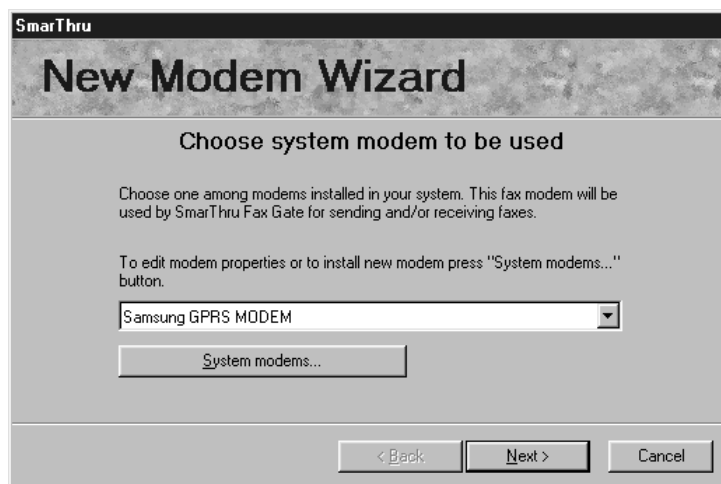 SmarThru
New Modem Wizard
Choose system modem to be used
Choose one among modems installed in your system. This fax modem will be
used by SmarThru Fax Gate for sending and/or receiving faxes.
To edit modem properties or to install new modem press "System modems..."
button.
Samsung GPRS MODEM
System modems...
< Back
Next >
Cancel